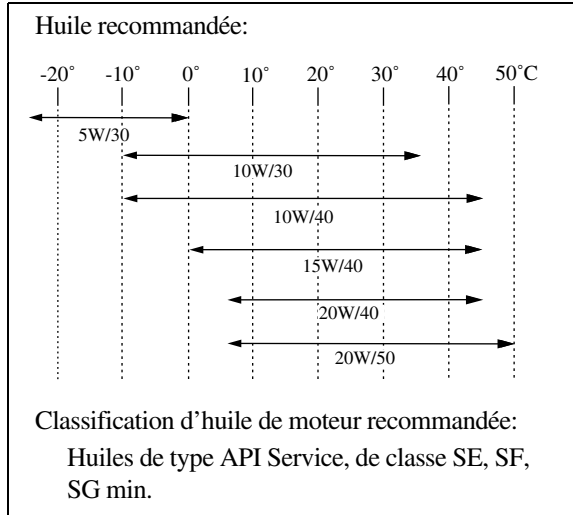 Huile recommandée:
-20˚ -10˚ 0˚ 10˚ 20˚ 30˚ 40˚ 50˚C
5W/30
10W/30
10W/40
15W/40
20W/40
20W/50
Classification d’huile de moteur recommandée:
Huiles de type API Service, de classe SE, SF,
SG min.